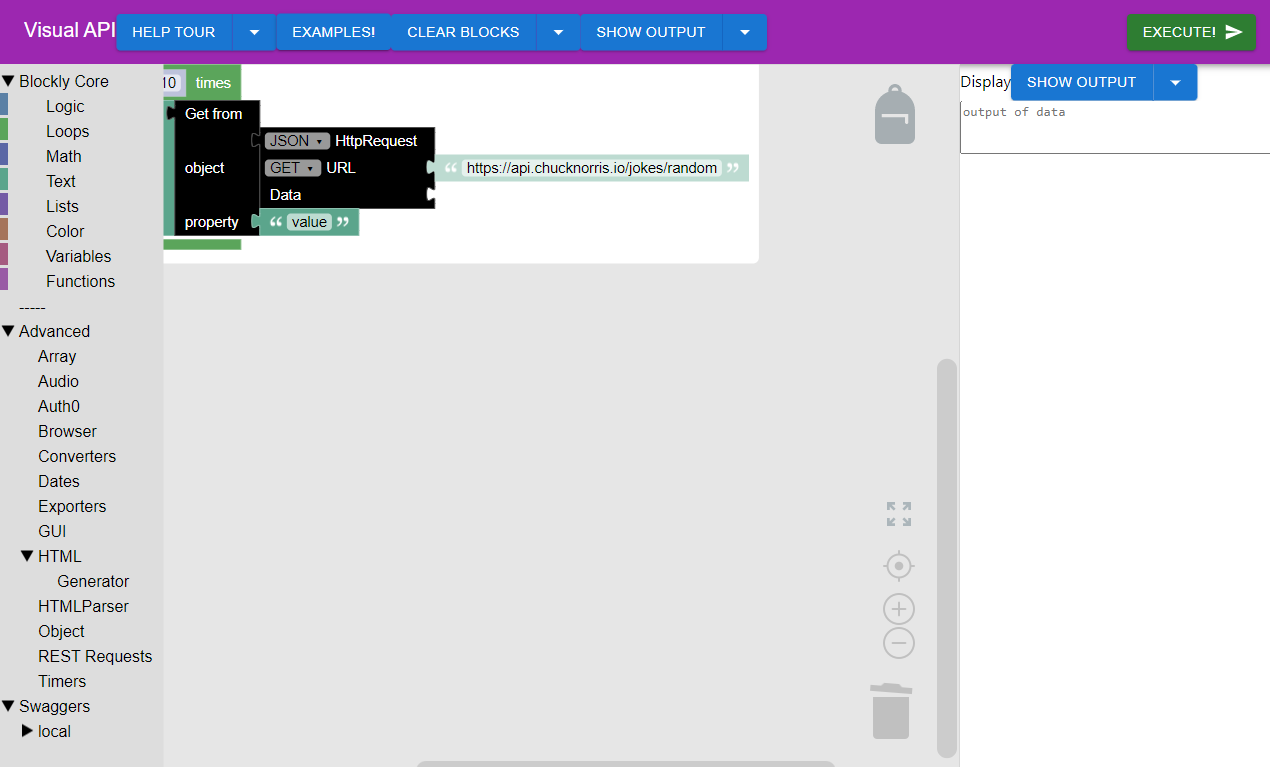 Visual API HELP TOUR EXAMPLES! CLEAR BLOCKS SHOW OUTPUT EXECUTE!
Blockly Core
Logic
Loops
Math
Text
Lists
Color
Variables
Functions
-----
Advanced
Array
Audio
Auth0
Browser
Converters
Dates
Exporters
GUI
HTML
Generator
HTMLParser
Object
REST Requests
Timers
Swaggers
local
10 times
Get from
JSON HttpRequest
object GET URL “ https://api.chucknorris.io/jokes/random ”
Data
property “ value ”
Display SHOW OUTPUT
output of data